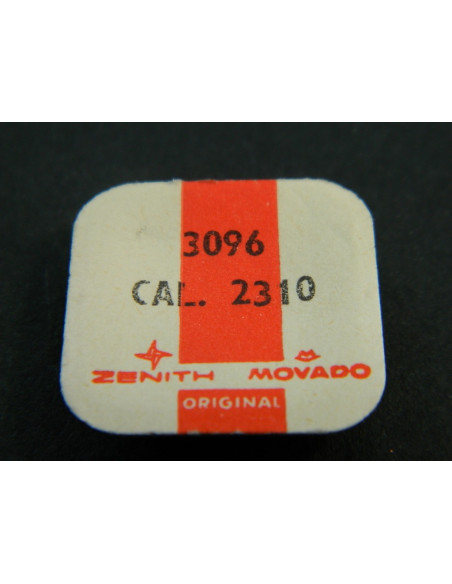 3096
CAL. 2310
ZENITH MOVADO
ORIGINAL